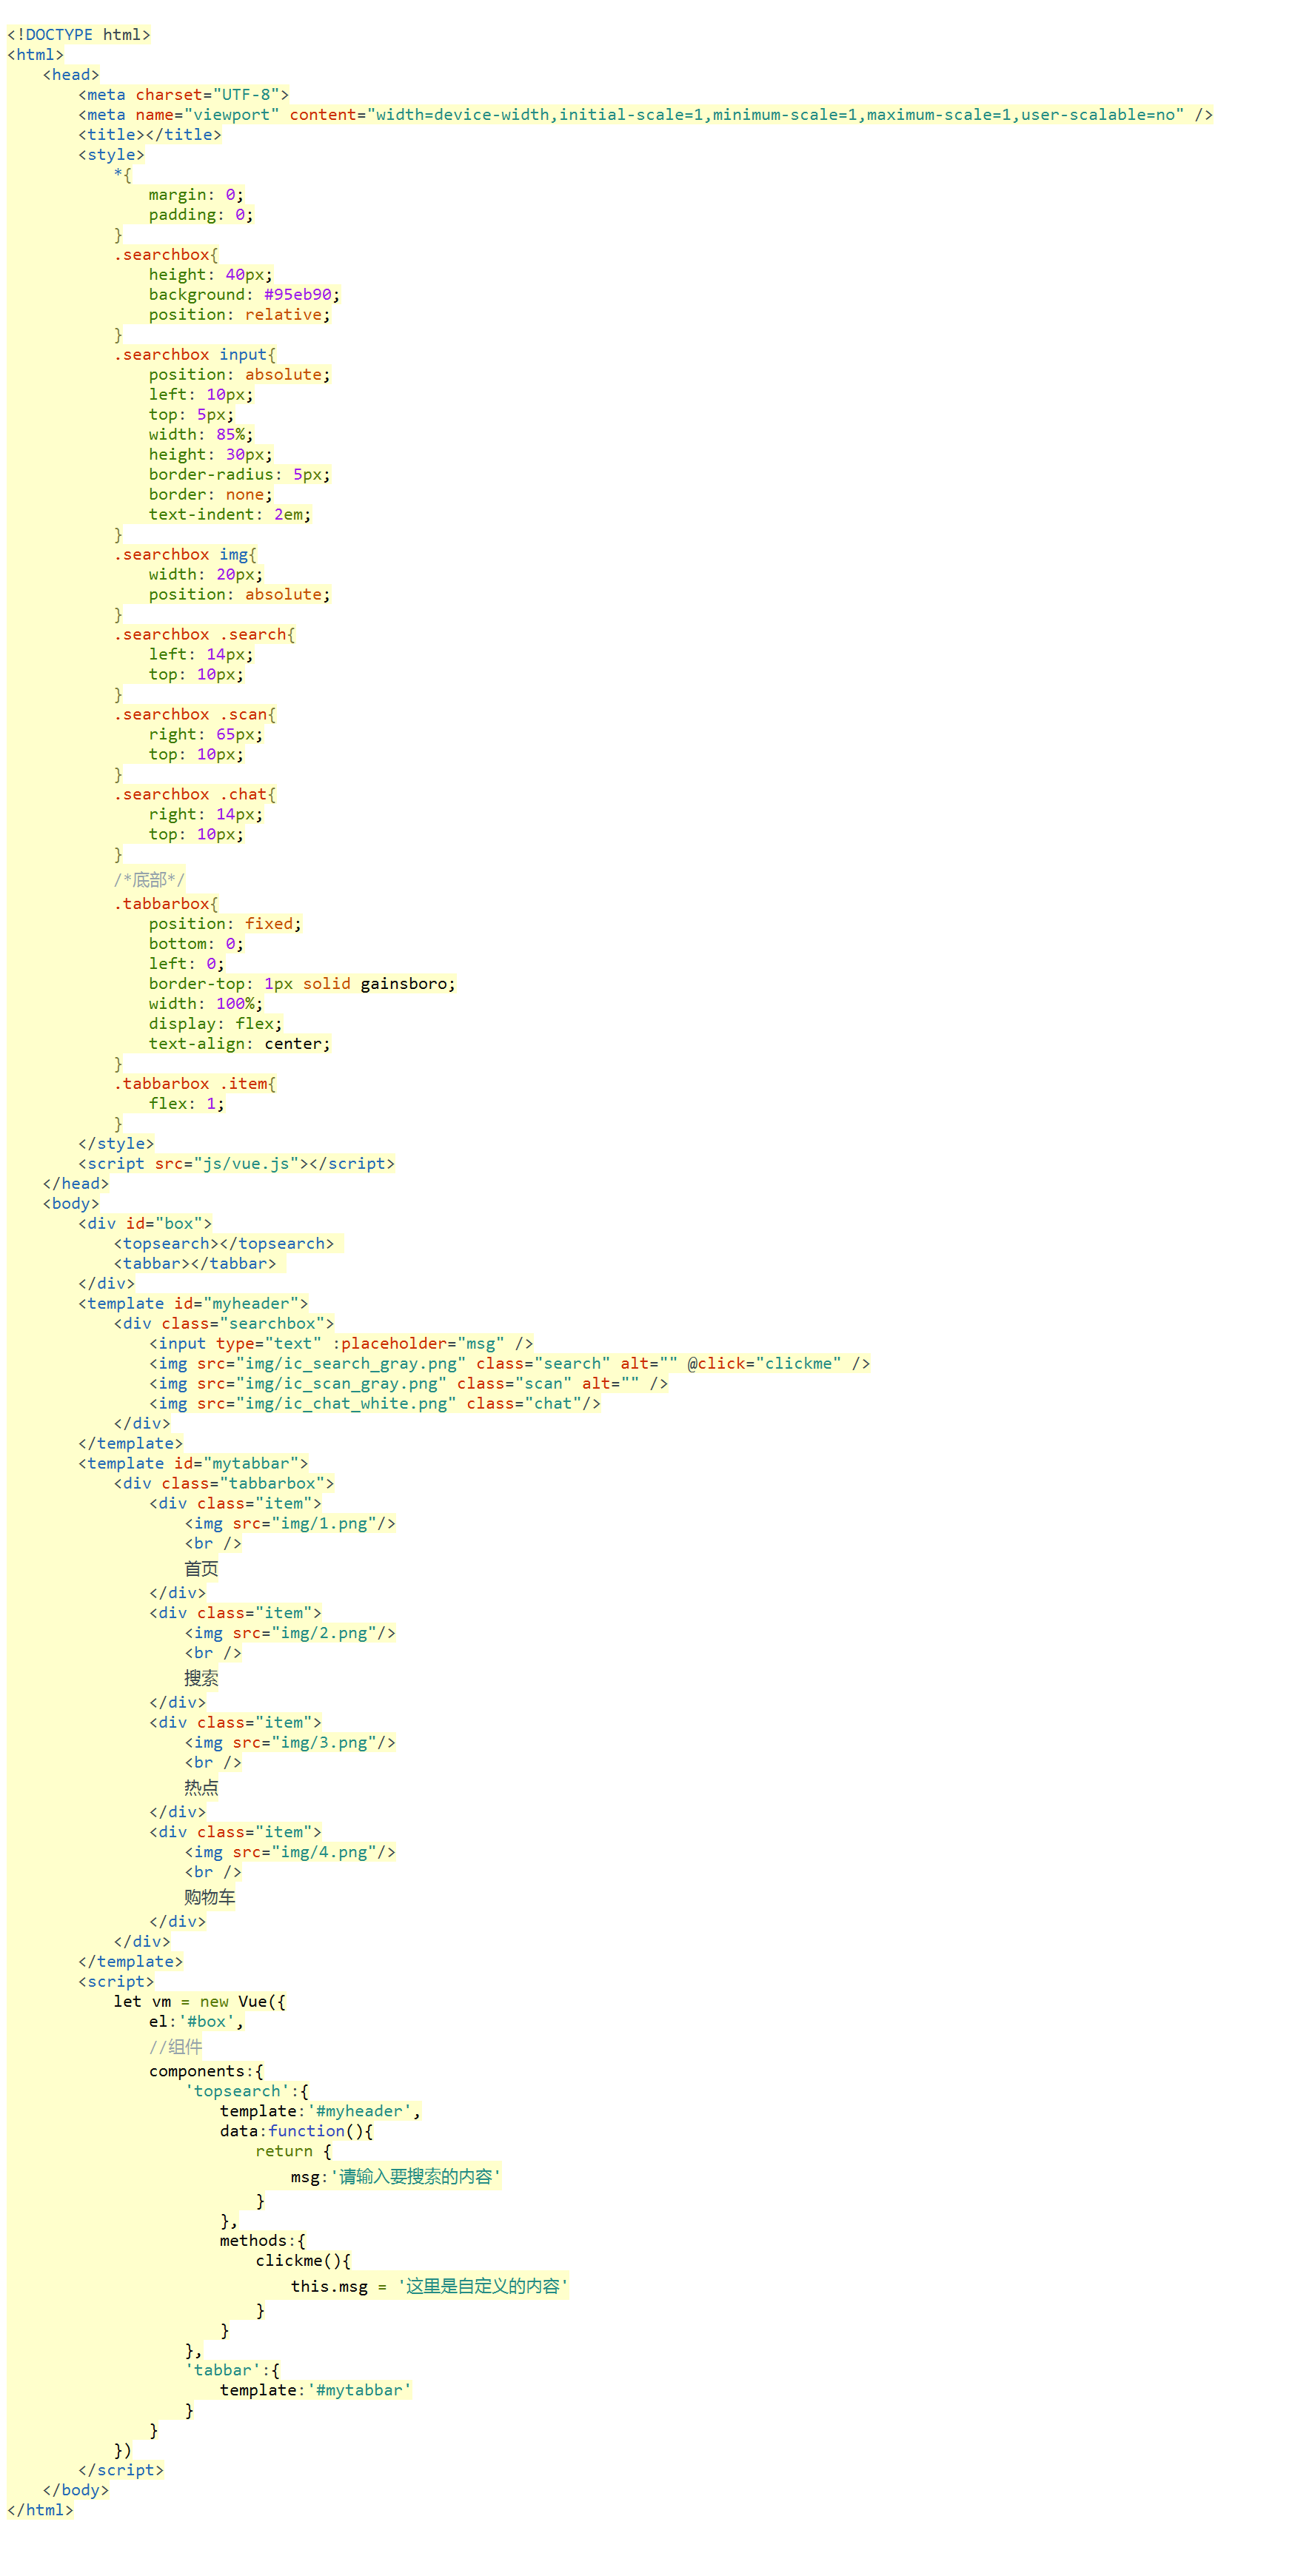 <!DOCTYPE html>
<html>
    <head>
        <meta charset="UTF-8">
        <meta name="viewport" content="width=device-width,initial-scale=1,minimum-scale=1,maximum-scale=1,user-scalable=no" />
        <title></title>
        <style>
            *{
                margin: 0;
                padding: 0;
            }
            .searchbox{
                height: 40px;
                background: #95eb90;
                position: relative;
            }
            .searchbox input{
                position: absolute;
                left: 10px;
                top: 5px;
                width: 85%;
                height: 30px;
                border-radius: 5px;
                border: none;
                text-indent: 2em;
            }
            .searchbox img{
                width: 20px;
                position: absolute;
            }
            .searchbox .search{
                left: 14px;
                top: 10px;
            }
            .searchbox .scan{
                right: 65px;
                top: 10px;
            }
            .searchbox .chat{
                right: 14px;
                top: 10px;
            }
            /*底部*/
            .tabbarbox{
                position: fixed;
                bottom: 0;
                left: 0;
                border-top: 1px solid gainsboro;
                width: 100%;
                display: flex;
                text-align: center;
            }
            .tabbarbox .item{
                flex: 1;
            }
        </style>
        <script src="js/vue.js"></script>
    </head>
    <body>
        <div id="box">
            <topsearch></topsearch>
            <tabbar></tabbar>
        </div>
        <template id="myheader">
            <div class="searchbox">
                <input type="text" :placeholder="msg" />
                <img src="img/ic_search_gray.png" class="search" alt="" @click="clickme" />
                <img src="img/ic_scan_gray.png" class="scan" alt="" />
                <img src="img/ic_chat_white.png" class="chat"/>
            </div>
        </template>
        <template id="mytabbar">
            <div class="tabbarbox">
                <div class="item">
                    <img src="img/1.png"/>
                    <br />
                    首页
                </div>
                <div class="item">
                    <img src="img/2.png"/>
                    <br />
                    搜索
                </div>
                <div class="item">
                    <img src="img/3.png"/>
                    <br />
                    热点
                </div>
                <div class="item">
                    <img src="img/4.png"/>
                    <br />
                    购物车
                </div>
            </div>
        </template>
        <script>
            let vm = new Vue({
                el:'#box',
                //组件
                components:{
                    'topsearch':{
                        template:'#myheader',
                        data:function(){
                            return {
                                msg:'请输入要搜索的内容'
                            }
                        },
                        methods:{
                            clickme(){
                                this.msg = '这里是自定义的内容'
                            }
                        }
                    },
                    'tabbar':{
                        template:'#mytabbar'
                    }
                }
            })
        </script>
    </body>
</html>